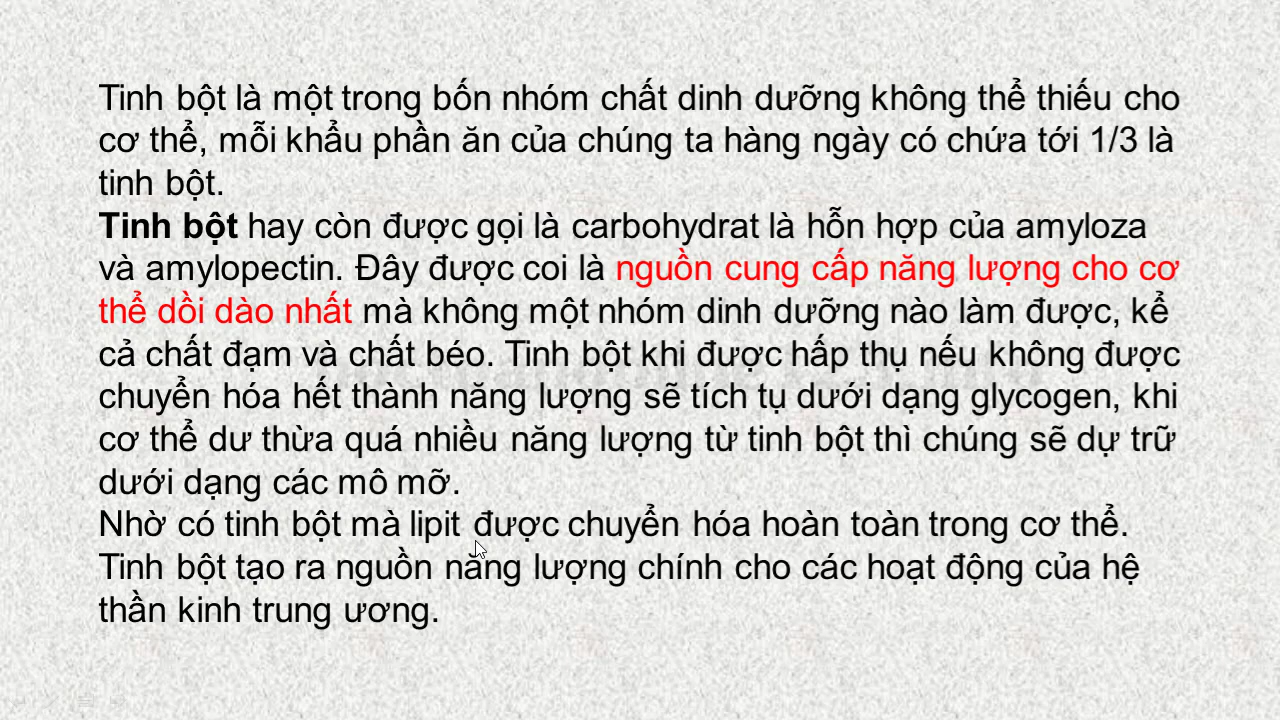 Tinh bột là một trong bốn nhóm chất dinh dưỡng không thể thiếu cho
cơ thể, mỗi khẩu phần ăn của chúng ta hàng ngày có chứa tới 1/3 là
tinh bột.
Tinh bột hay còn được gọi là carbohydrat là hỗn hợp của amyloza
và amylopectin. Đây được coi là nguồn cung cấp năng lượng cho cơ
thể dồi dào nhất mà không một nhóm dinh dưỡng nào làm được, kể
cả chất đạm và chất béo. Tinh bột khi được hấp thụ nếu không được
chuyển hóa hết thành năng lượng sẽ tích tụ dưới dạng glycogen, khi
cơ thể dư thừa quá nhiều năng lượng từ tinh bột thì chúng sẽ dự trữ
dưới dạng các mô mỡ.
Nhờ có tinh bột mà lipit được chuyển hóa hoàn toàn trong cơ thể.
Tinh bột tạo ra nguồn năng lượng chính cho các hoạt động của hệ
thần kinh trung ương.